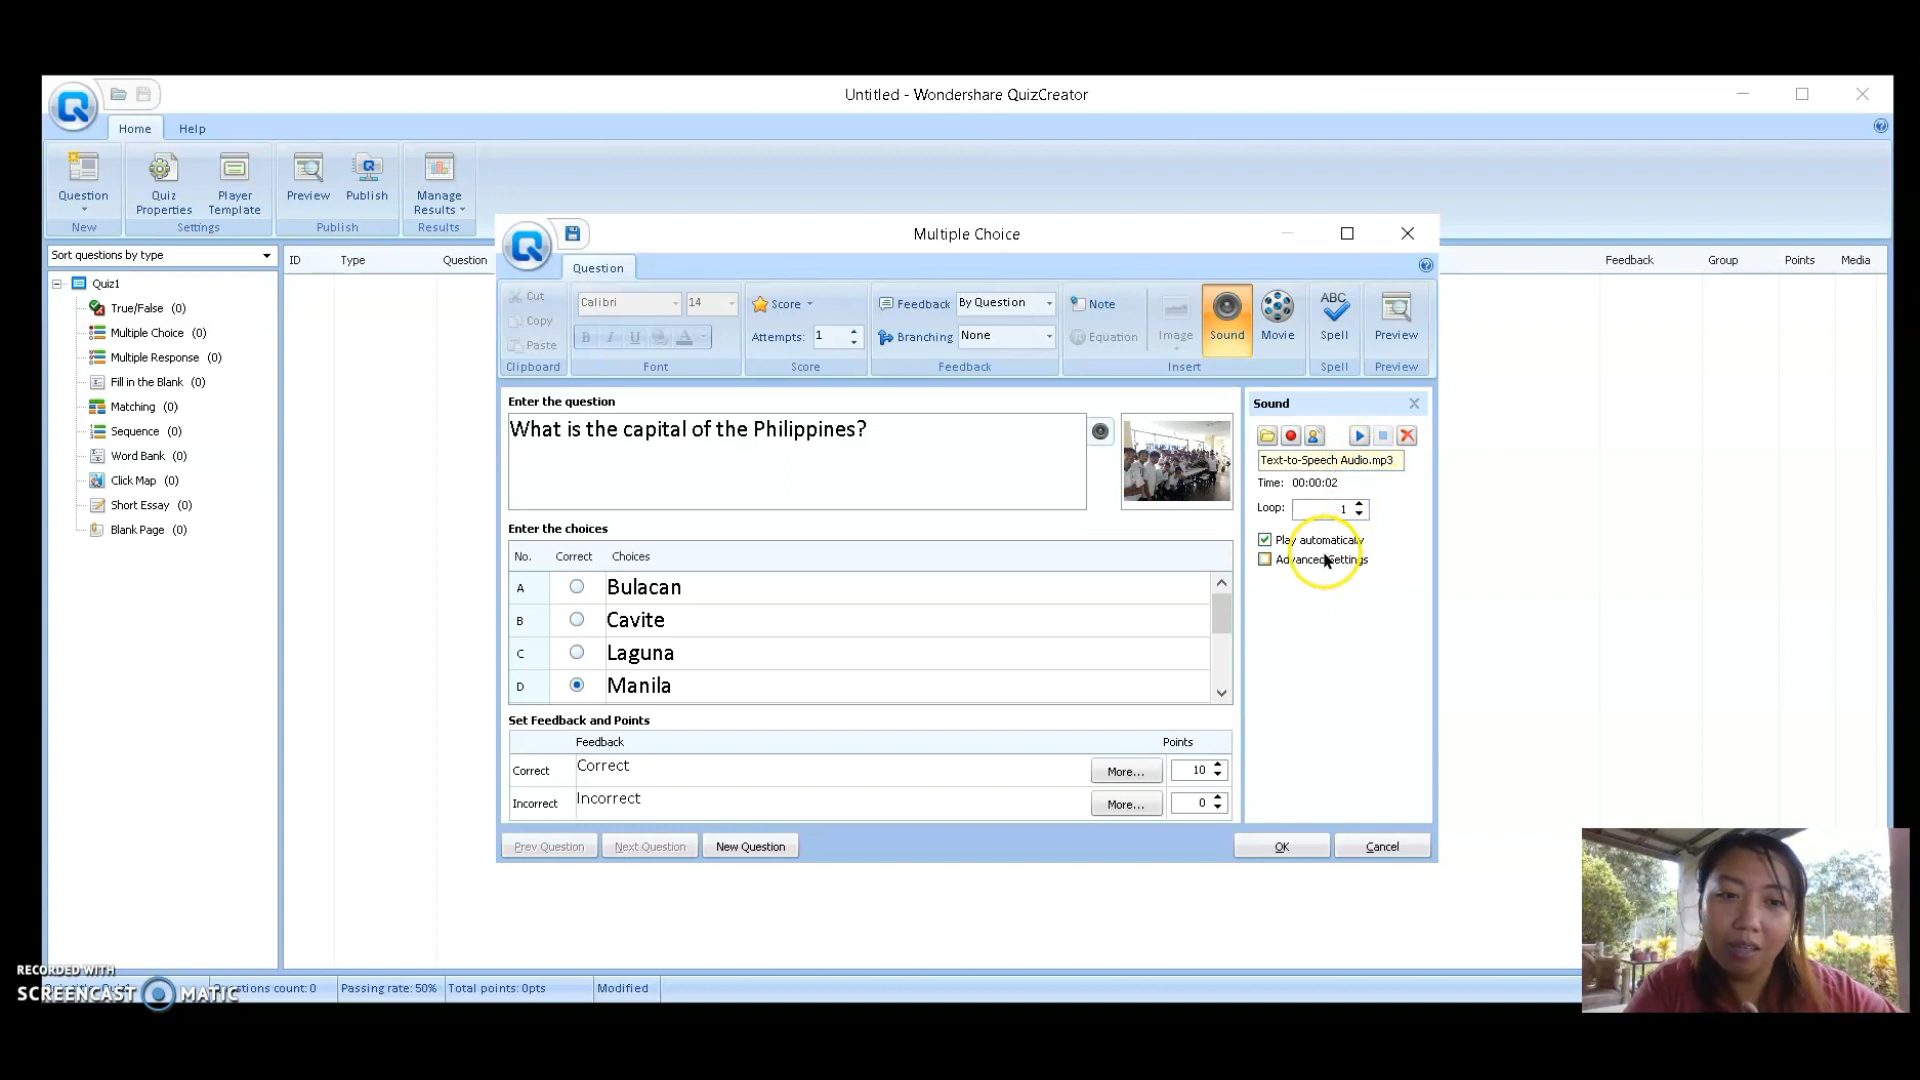 Untitled - Wondershare QuizCreator
Home Help
Question Quiz Properties Player Template Preview Publish Manage Results
New Settings Publish Results
Sort questions by type
ID Type Question Feedback Group Points Media
Quiz1
True/False (0)
Multiple Choice (0)
Multiple Response (0)
Fill in the Blank (0)
Matching (0)
Sequence (0)
Word Bank (0)
Click Map (0)
Short Essay (0)
Blank Page (0)
Multiple Choice
Question
Cut
Copy
Paste
Clipboard
Calibri 14
B I U A
Font
Score
Attempts: 1
Score
Feedback By Question
Branching None
Feedback
Note
Equation
Image Sound Movie
Insert
ABC
Spell
Spell
Preview
Preview
Enter the question
What is the capital of the Philippines?
Enter the choices
No. Correct Choices
A Bulacan
B Cavite
C Laguna
D Manila
Set Feedback and Points
Feedback Points
Correct Correct More... 10
Incorrect Incorrect More... 0
Prev Question Next Question New Question OK Cancel
Sound
Text-to-Speech Audio.mp3
Time: 00:00:02
Loop: 1
Play automatically
Advanced Settings
RECORDED WITH
SCREENCAST MATIC
estions count: 0 Passing rate: 50% Total points: 0pts Modified